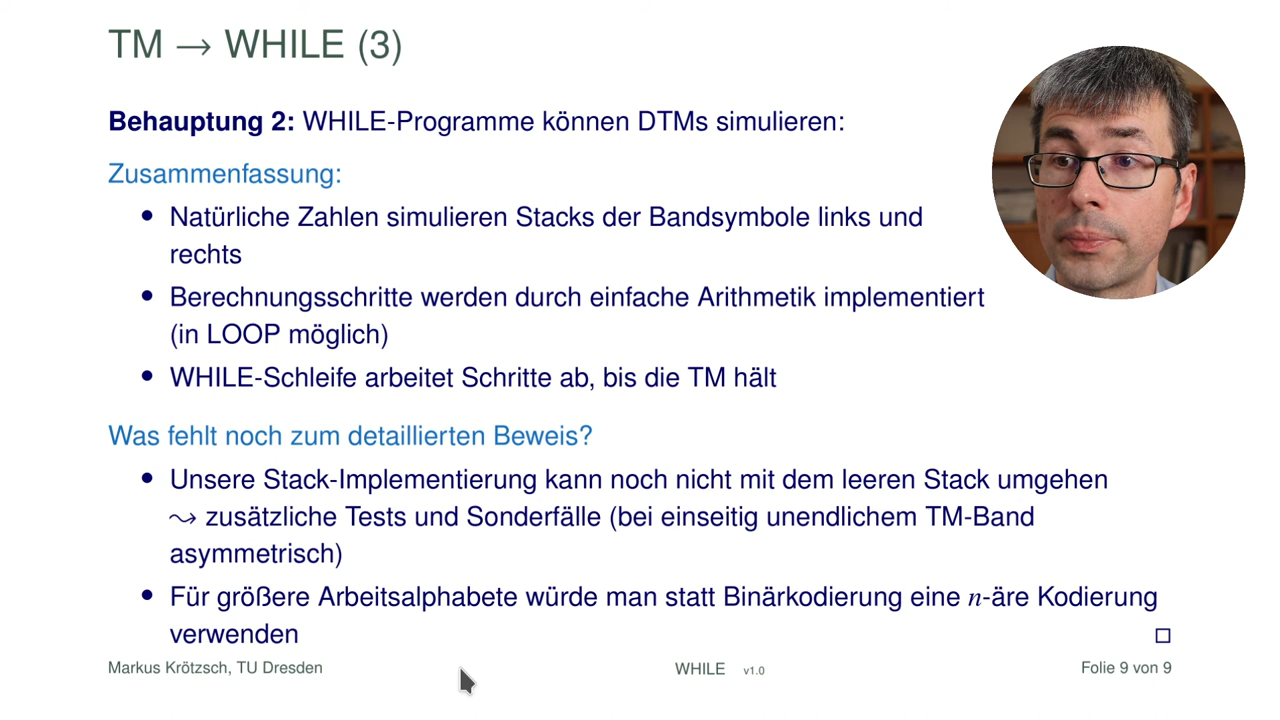 TM → WHILE (3)
Behauptung 2: WHILE-Programme können DTMs simulieren:
Zusammenfassung:
• Natürliche Zahlen simulieren Stacks der Bandsymbole links und
rechts
• Berechnungsschritte werden durch einfache Arithmetik implementiert
(in LOOP möglich)
• WHILE-Schleife arbeitet Schritte ab, bis die TM hält
Was fehlt noch zum detaillierten Beweis?
• Unsere Stack-Implementierung kann noch nicht mit dem leeren Stack umgehen
⇝ zusätzliche Tests und Sonderfälle (bei einseitig unendlichem TM-Band
asymmetrisch)
• Für größere Arbeitsalphabete würde man statt Binärkodierung eine n-äre Kodierung
verwenden □
Markus Krötzsch, TU Dresden WHILE v1.0 Folie 9 von 9